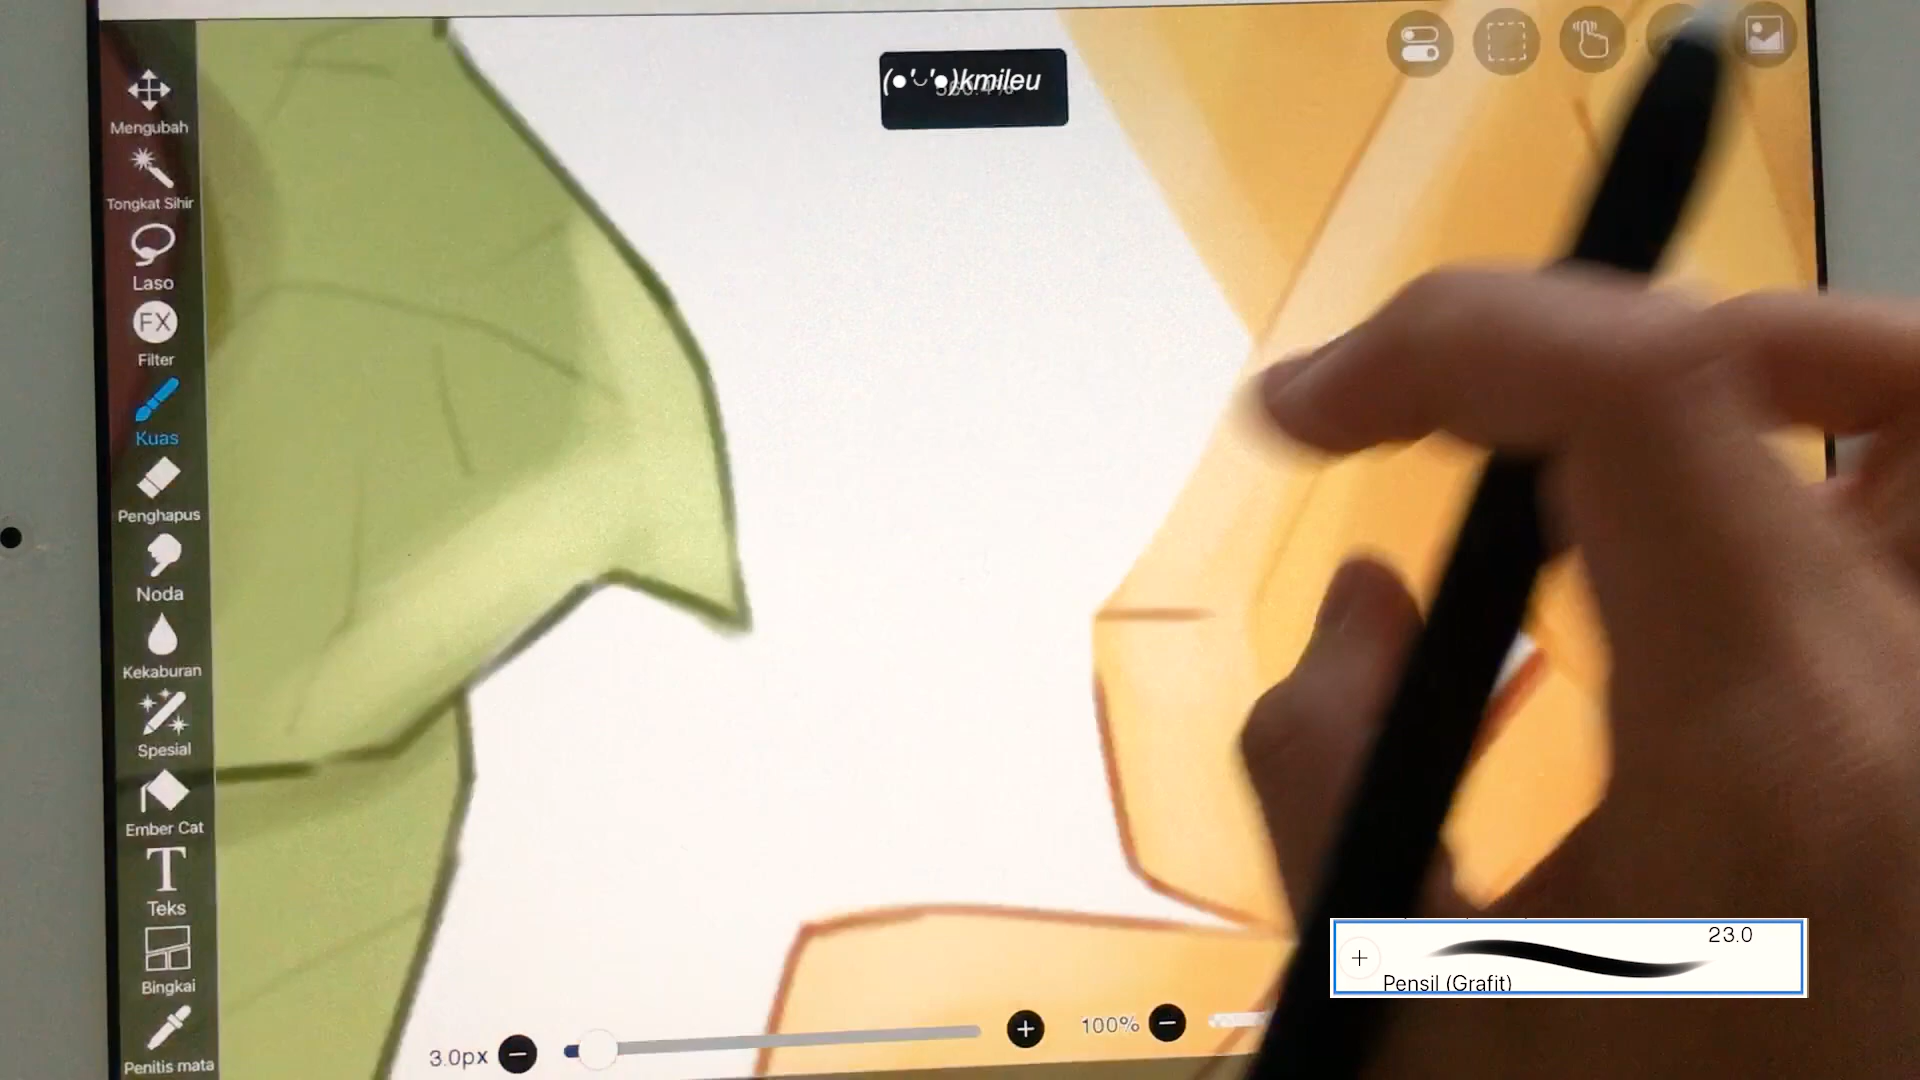 (●'◡'●)kmileu
Mengubah
Tongkat Sihir
Laso
FX
Filter
Kuas
Penghapus
Noda
Kekaburan
Spesial
Ember Cat
T
Teks
Bingkai
Penitis mata
3.0px
100%
23.0
Pensil (Grafit)